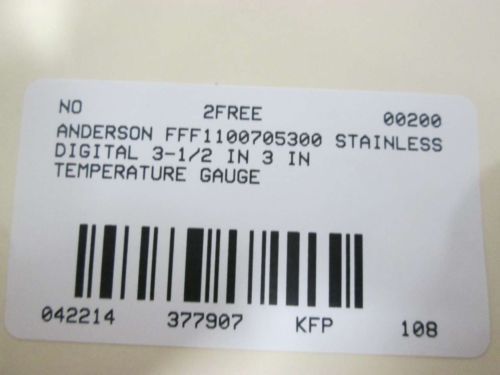 NO 2FREE 00200
ANDERSON FFF1100705300 STAINLESS
DIGITAL 3-1/2 IN 3 IN
TEMPERATURE GAUGE
042214 377907 KFP 108